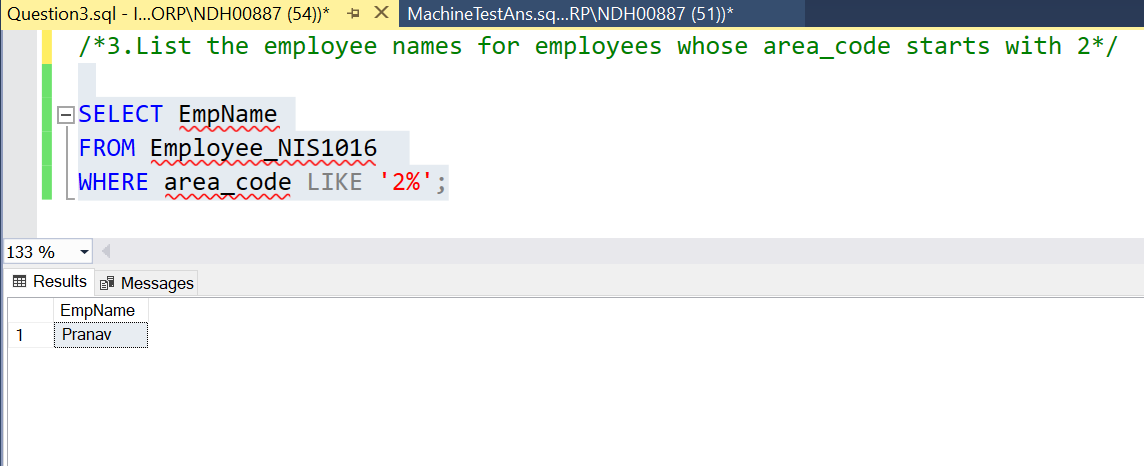 Question3.sql - I...ORP\NDH00887 (54))* MachineTestAns.sq...RP\NDH00887 (51))*
/*3.List the employee names for employees whose area_code starts with 2*/
SELECT EmpName
FROM Employee_NIS1016
WHERE area_code LIKE '2%';
133 %
Results Messages
EmpName
1 Pranav